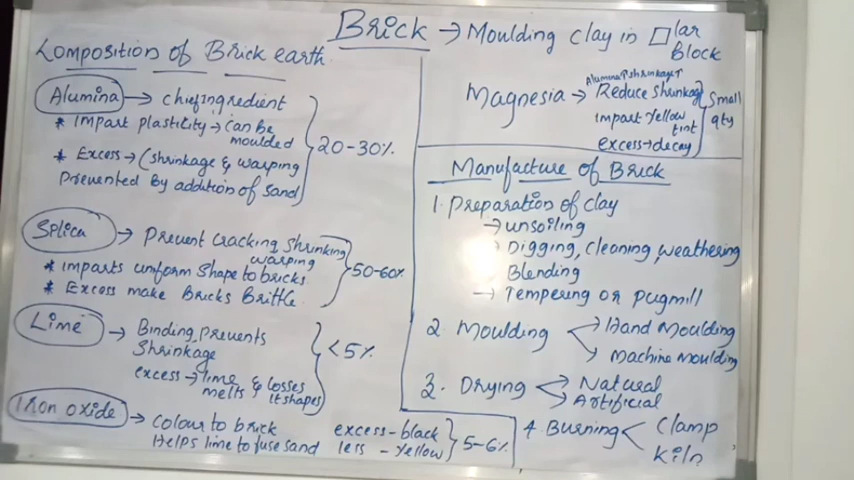 Brick → Moulding clay in □lar
Block
Composition of Brick earth
Alumina → chief ingredient
* Impart plasticity → can be
moulded
* Excess → (shrinkage & warping
Prevented by addition of sand
20-30%
Splica → Prevent cracking shrinking
warping
* imparts uniform shape to bricks
* Excess make Bricks Brittle
50-60%
Lime → Binding, prevents
Shrinkage
excess → lime & losses
melts it shapes
<5%
Iron oxide → colour to brick
Helps lime to fuse sand
excess - black
less - yellow
5-6%
Alumina↑ shrinkage↑
Magnesia → Reduce shrinkag
impart yellow
tint
excess → decay
Small
qty
Manufacture of Brick
1. Preparation of clay
→ unsoiling
→ Digging, cleaning, weathering
Blending
→ Tempering or pugmill
2 Moulding
→ Hand Moulding
→ Machine moulding
3. Drying
→ Natural
→ Artificial
4. Burning
Clamp
kiln